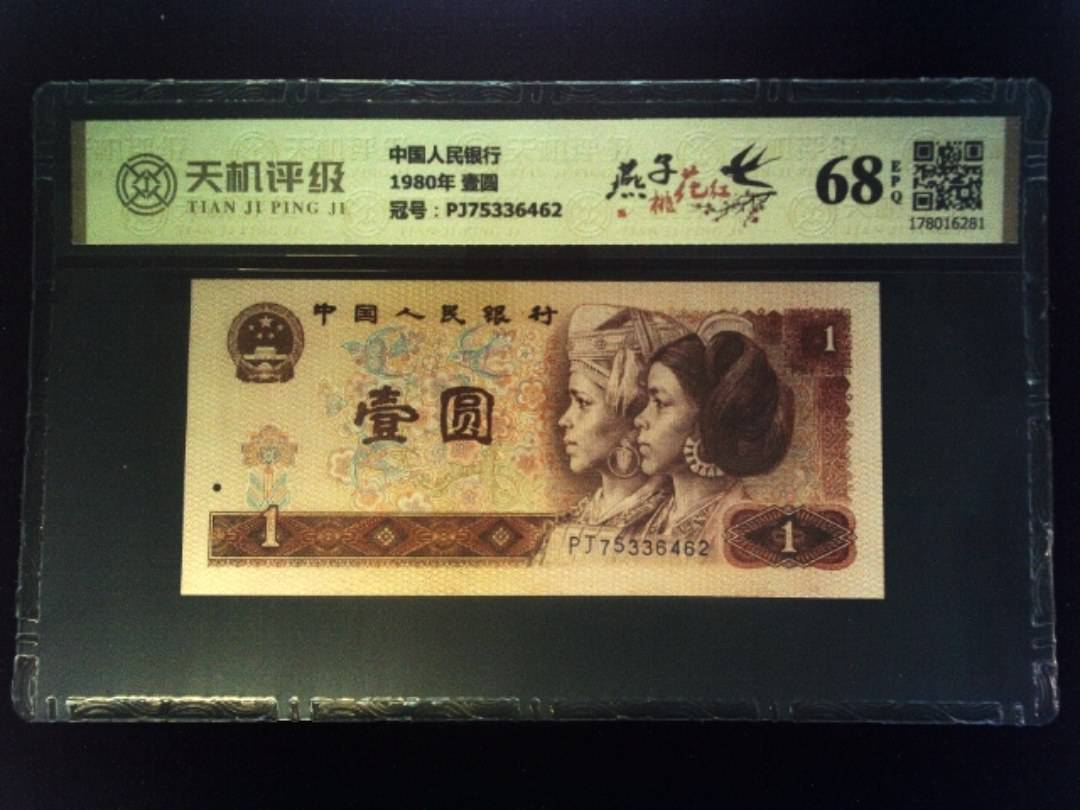 天机评级
TIAN JI PING JI
中国人民银行
1980年 壹圆
冠号：PJ75336462
燕子
桃花红
68
EPQ
178016281
中国人民银行
1
壹圆
1
PJ75336462
1